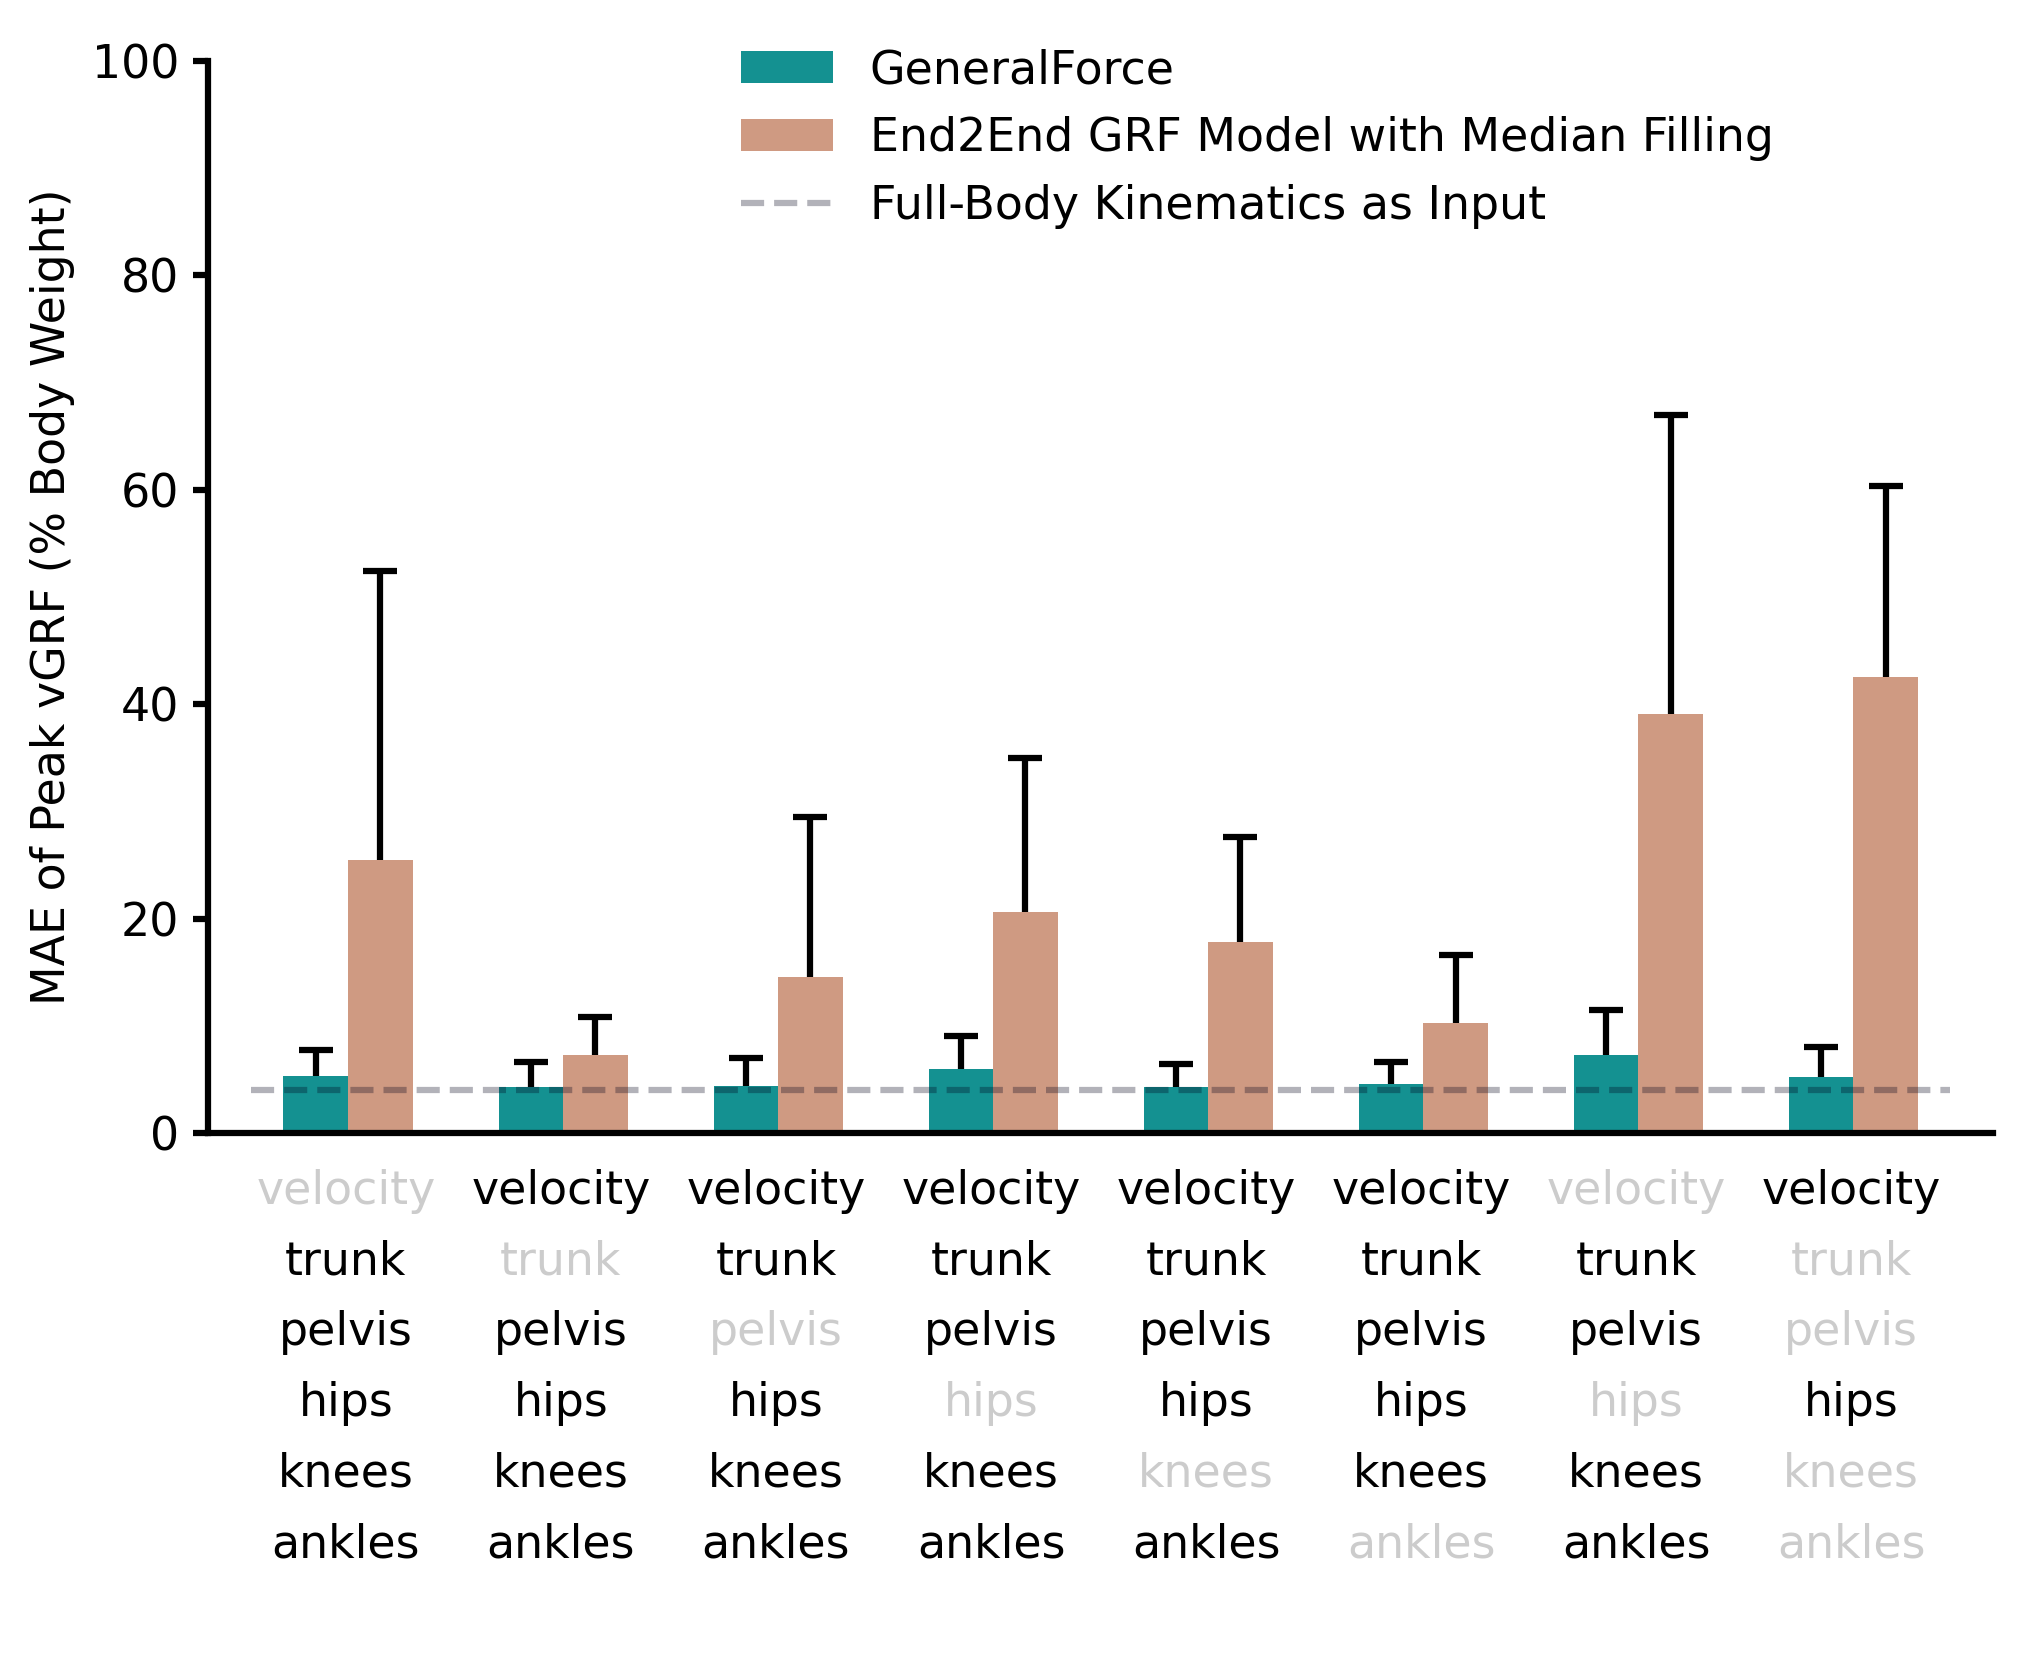 GeneralForce
End2End GRF Model with Median Filling
Full-Body Kinematics as Input
MAE of Peak vGRF (% Body Weight)
100
80
60
40
20
0
velocity velocity velocity velocity velocity velocity velocity velocity
trunk trunk trunk trunk trunk trunk trunk trunk
pelvis pelvis pelvis pelvis pelvis pelvis pelvis pelvis
hips hips hips hips hips hips hips hips
knees knees knees knees knees knees knees knees
ankles ankles ankles ankles ankles ankles ankles ankles